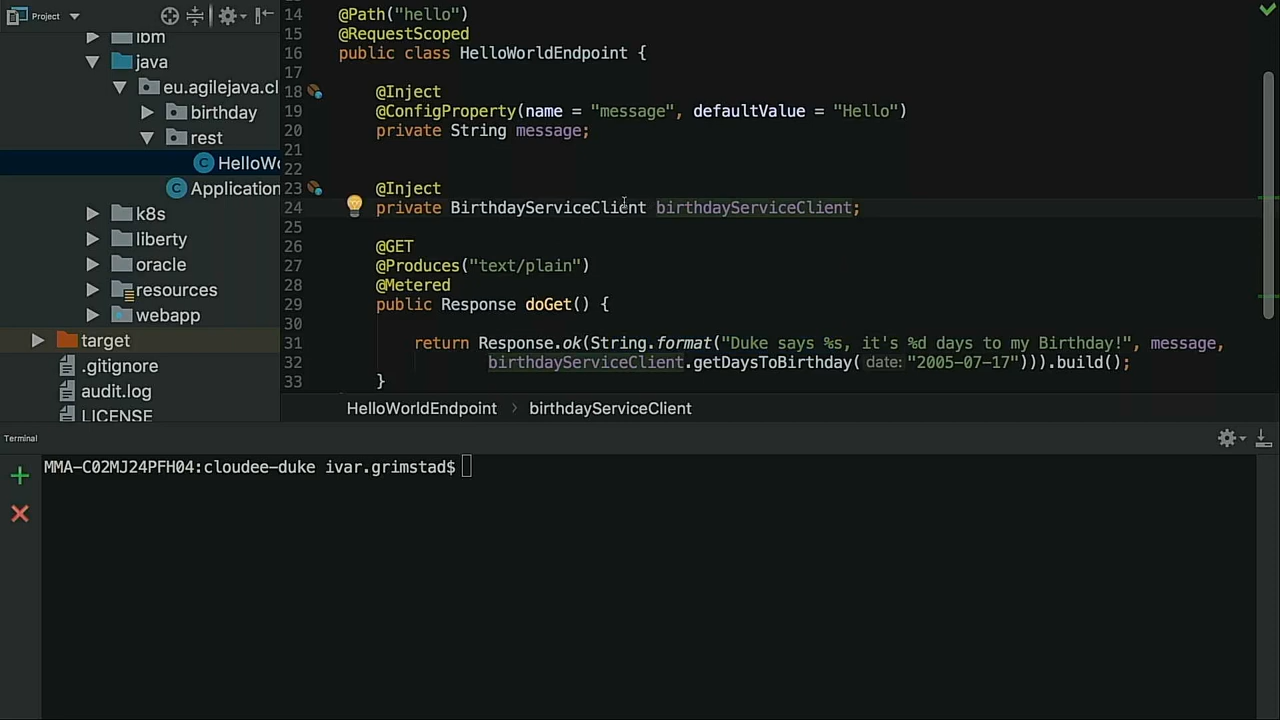 Project
ibm
java
eu.agilejava.cl
birthday
rest
HelloWo
Application
k8s
liberty
oracle
resources
webapp
target
.gitignore
audit.log
LICENSE
14 @Path("hello")
15 @RequestScoped
16 public class HelloWorldEndpoint {
17
18 @Inject
19 @ConfigProperty(name = "message", defaultValue = "Hello")
20 private String message;
21
22
23 @Inject
24 private BirthdayServiceClient birthdayServiceClient;
25
26 @GET
27 @Produces("text/plain")
28 @Metered
29 public Response doGet() {
30
31 return Response.ok(String.format("Duke says %s, it's %d days to my Birthday!", message,
32 birthdayServiceClient.getDaysToBirthday( date: "2005-07-17"))).build();
33 }
HelloWorldEndpoint › birthdayServiceClient
Terminal
MMA-C02MJ24PFH04:cloudee-duke ivar.grimstad$